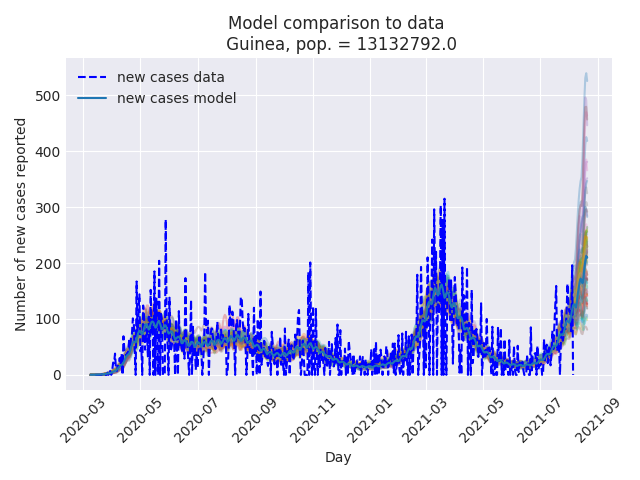 Model comparison to data
Guinea, pop. = 13132792.0
new cases data
new cases model
Number of new cases reported
500
400
300
200
100
0
2020-03
2020-05
2020-07
2020-09
2020-11
2021-01
2021-03
2021-05
2021-07
2021-09
Day